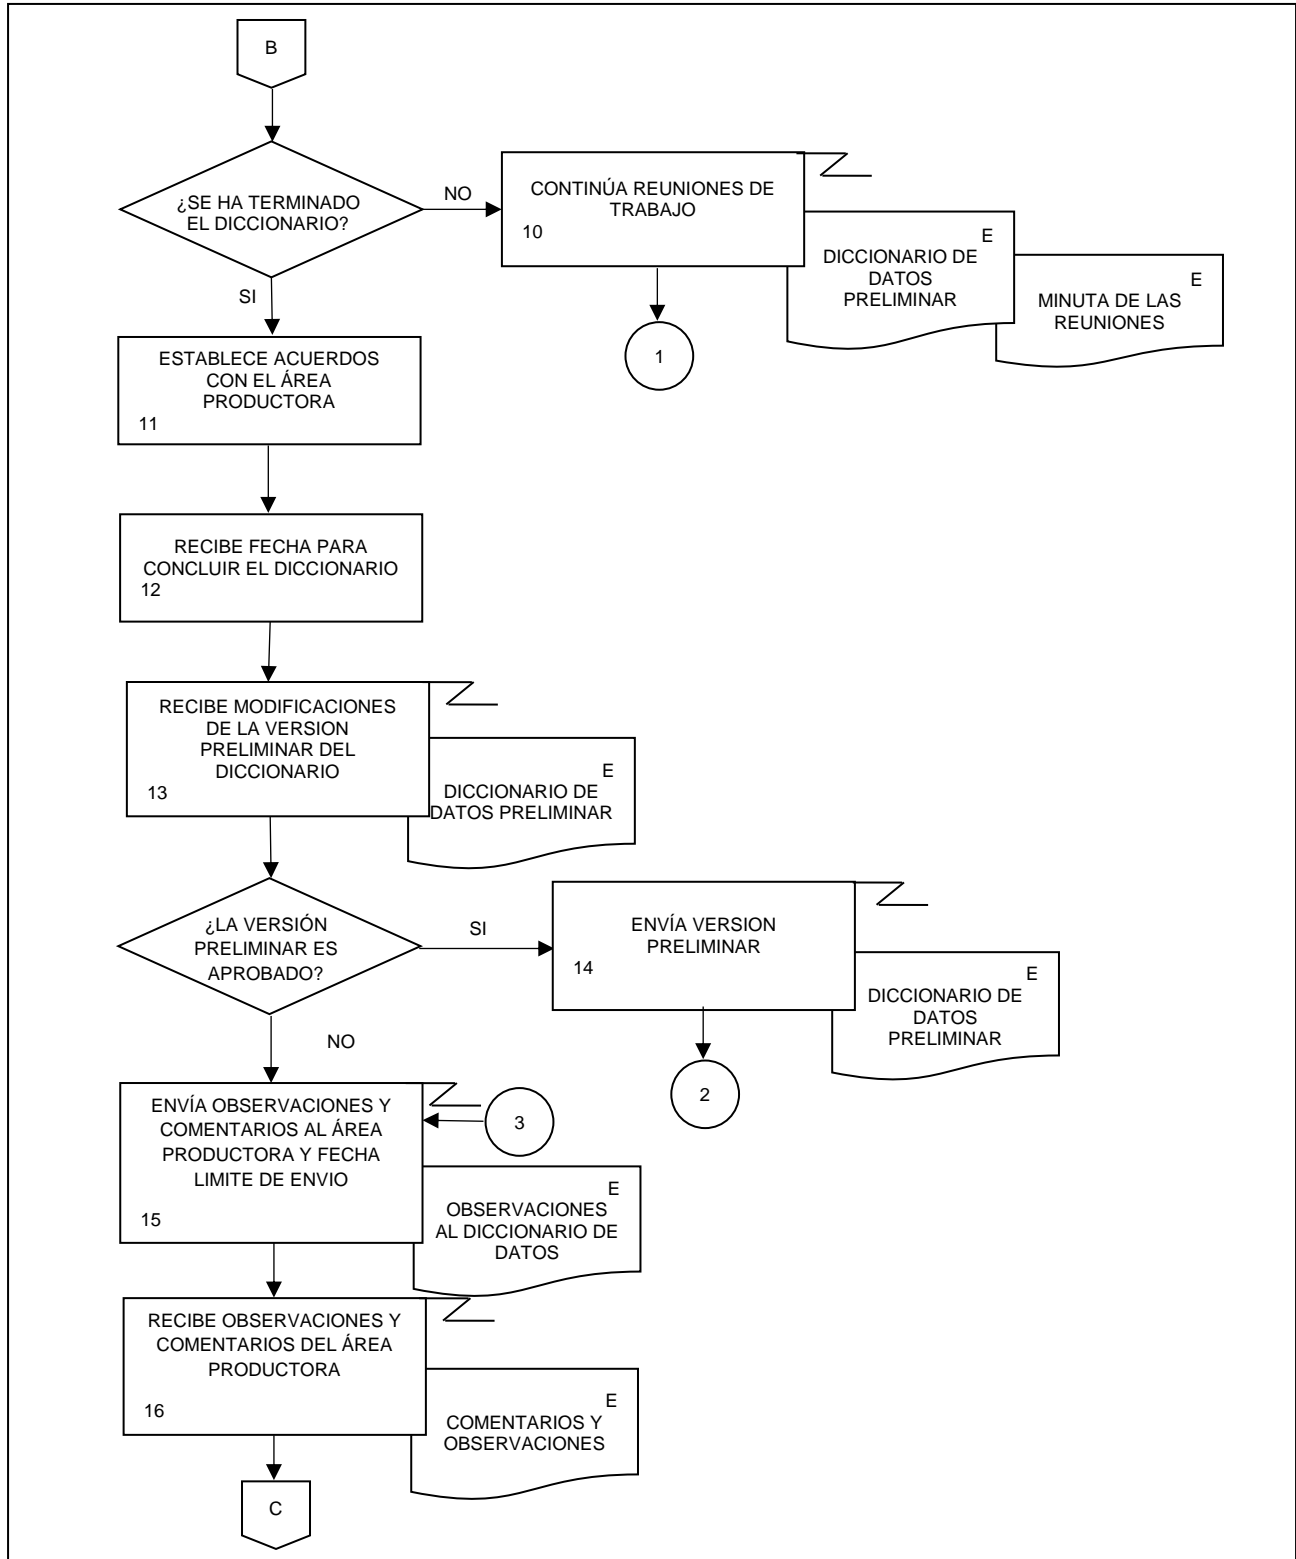 B
¿SE HA TERMINADO
EL DICCIONARIO?
NO
CONTINÚA REUNIONES DE
TRABAJO
10
E
DICCIONARIO DE
DATOS
PRELIMINAR
E
MINUTA DE LAS
REUNIONES
1
SI
ESTABLECE ACUERDOS
CON EL ÁREA
PRODUCTORA
11
RECIBE FECHA PARA
CONCLUIR EL DICCIONARIO
12
RECIBE MODIFICACIONES
DE LA VERSION
PRELIMINAR DEL
DICCIONARIO
13
E
DICCIONARIO DE
DATOS PRELIMINAR
¿LA VERSIÓN
PRELIMINAR ES
APROBADO?
SI
ENVÍA VERSION
PRELIMINAR
14
E
DICCIONARIO DE
DATOS
PRELIMINAR
2
NO
ENVÍA OBSERVACIONES Y
COMENTARIOS AL ÁREA
PRODUCTORA Y FECHA
LIMITE DE ENVIO
15
3
E
OBSERVACIONES
AL DICCIONARIO DE
DATOS
RECIBE OBSERVACIONES Y
COMENTARIOS DEL ÁREA
PRODUCTORA
16
E
COMENTARIOS Y
OBSERVACIONES
C